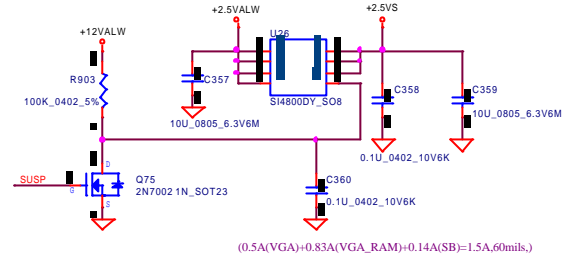 +2.5VALW
+2.5VS
+12VALW
U26
R903
100K_0402_5%
C357
10U_0805_6.3V6M
SI4800DY_SO8
C358
0.1U_0402_10V6K
C359
10U_0805_6.3V6M
SUSP
D
G
S
Q75
2N7002 1N_SOT23
C360
0.1U_0402_10V6K
(0.5A(VGA)+0.83A(VGA_RAM)+0.14A(SB)=1.5A,60mils,)